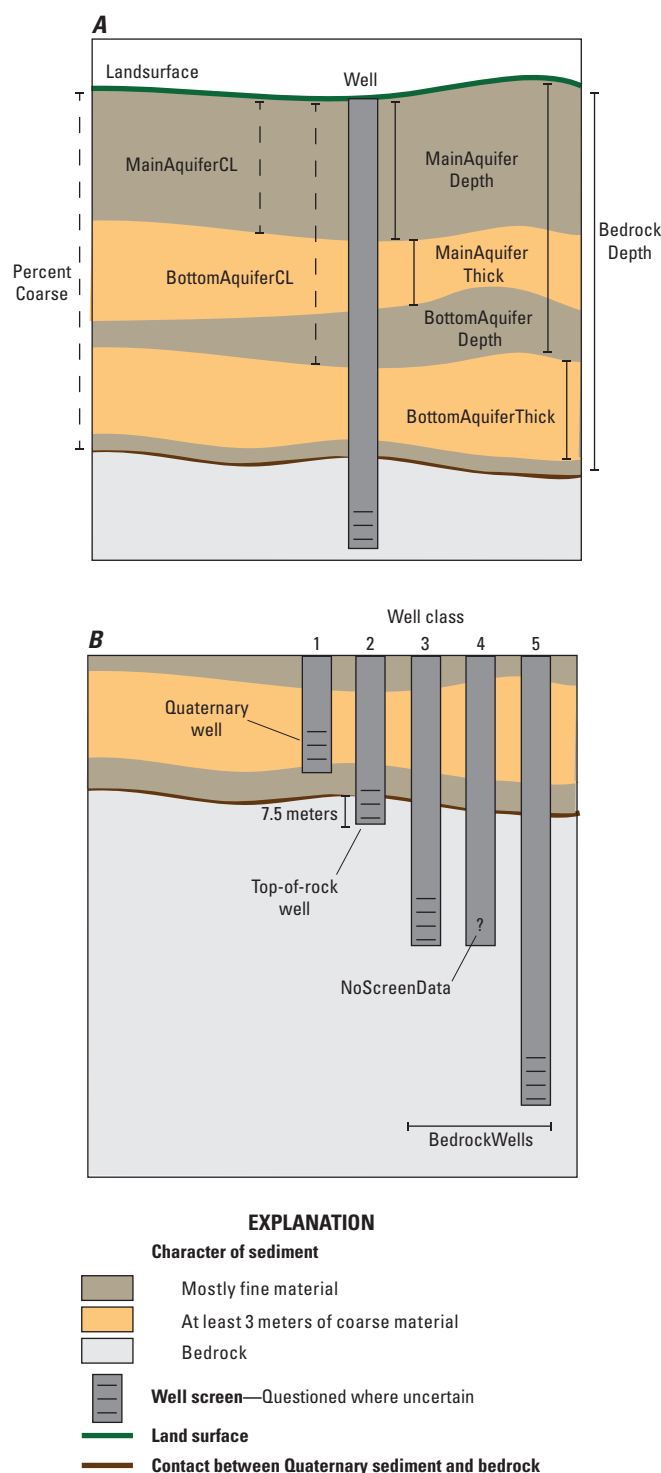 A
Landsurface
Well
MainAquiferCL
MainAquifer
Depth
Bedrock
Depth
Percent
Coarse
BottomAquiferCL
MainAquifer
Thick
BottomAquifer
Depth
BottomAquiferThick
B
Well class
1 2 3 4 5
Quaternary
well
7.5 meters
Top-of-rock
well
?
NoScreenData
BedrockWells
EXPLANATION
Character of sediment
Mostly fine material
At least 3 meters of coarse material
Bedrock
Well screen—Questioned where uncertain
Land surface
Contact between Quaternary sediment and bedrock